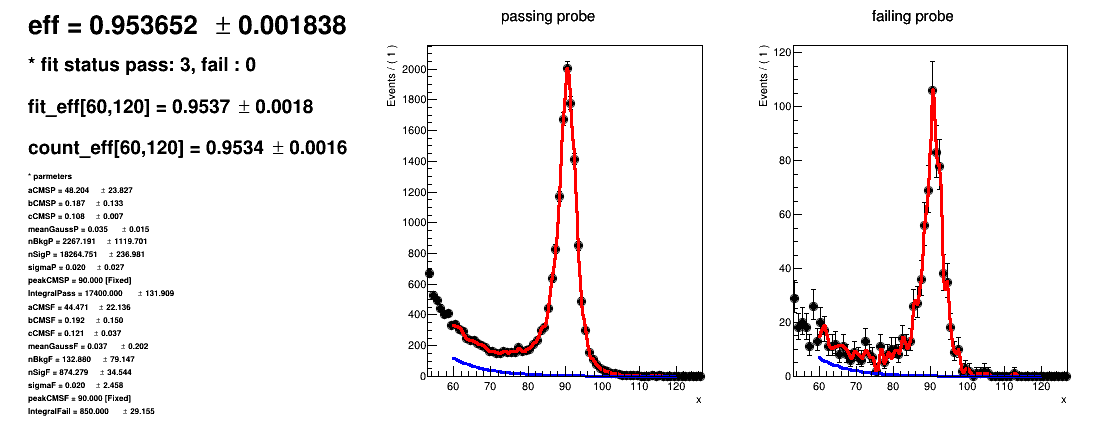 eff = 0.953652 ± 0.001838
* fit status pass: 3, fail : 0
fit_eff[60,120] = 0.9537 ± 0.0018
count_eff[60,120] = 0.9534 ± 0.0016
* parmeters
aCMSP = 48.204 ± 23.827
bCMSP = 0.187 ± 0.133
cCMSP = 0.108 ± 0.007
meanGaussP = 0.035 ± 0.015
nBkgP = 2267.191 ± 1119.701
nSigP = 18264.751 ± 236.981
sigmaP = 0.020 ± 0.027
peakCMSP = 90.000 [Fixed]
IntegralPass = 17400.000 ± 131.909
aCMSF = 44.471 ± 22.136
bCMSF = 0.192 ± 0.150
cCMSF = 0.121 ± 0.037
meanGaussF = 0.037 ± 0.202
nBkgF = 132.880 ± 79.147
nSigF = 874.279 ± 34.544
sigmaF = 0.020 ± 2.458
peakCMSF = 90.000 [Fixed]
IntegralFail = 850.000 ± 29.155
passing probe
Events / ( 1 )
2000
1800
1600
1400
1200
1000
800
600
400
200
0
60 70 80 90 100 110 120
x
failing probe
Events / ( 1 )
120
100
80
60
40
20
0
60 70 80 90 100 110 120
x